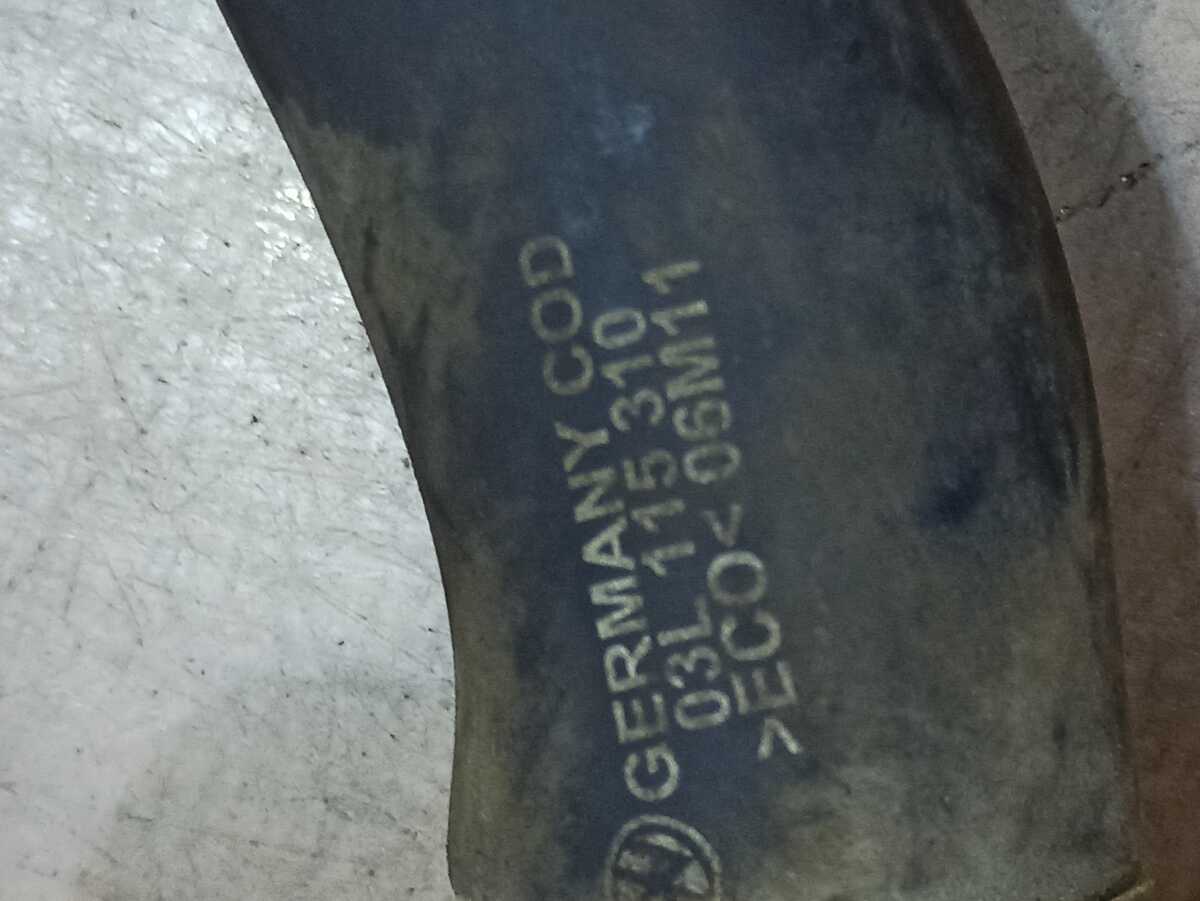 GERMANY COD
03L 115 310
>ECO< 06M11